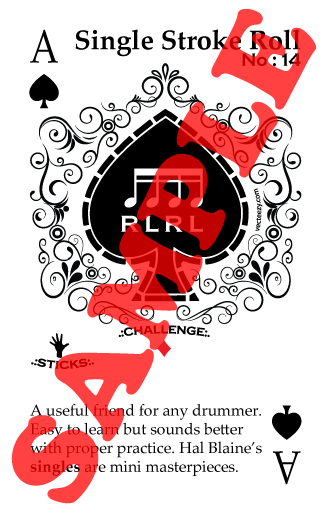 A
Single Stroke Roll
No : 14
RLRL
vecteezy.com
.:CHALLENGE:.
.:STICKS:.
SAMPLE
A useful friend for any drummer.
Easy to learn but sounds better
with proper practice. Hal Blaine's
singles are mini masterpieces.
A